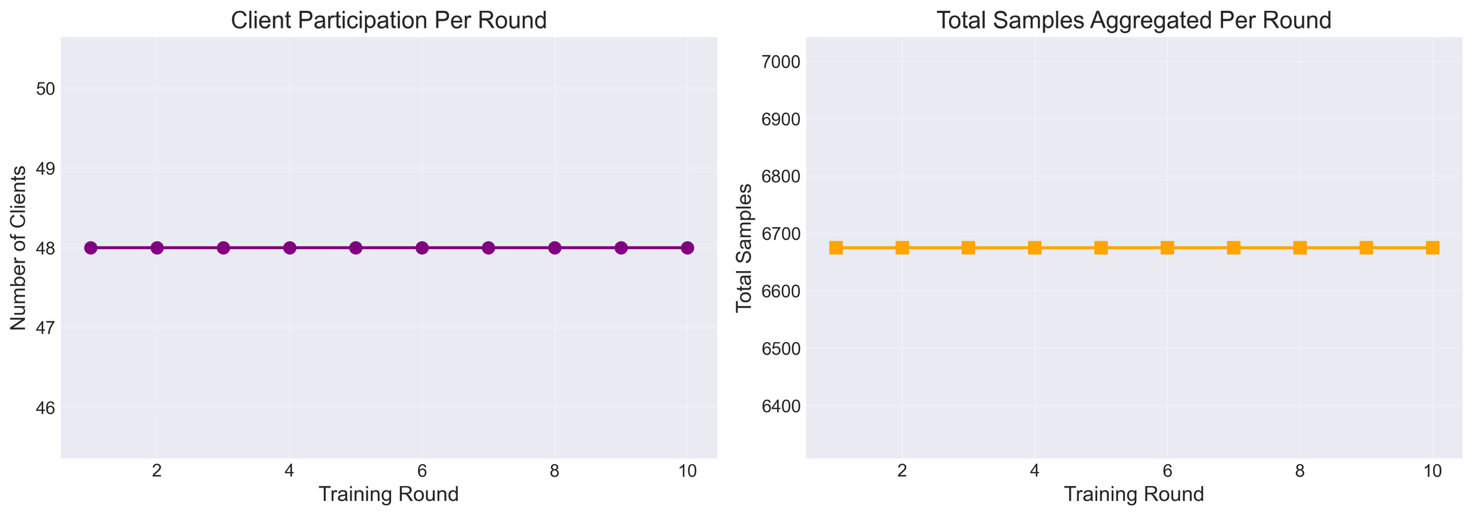 Client Participation Per Round
Number of Clients
50
49
48
47
46
2 4 6 8 10
Training Round
Total Samples Aggregated Per Round
Total Samples
7000
6900
6800
6700
6600
6500
6400
2 4 6 8 10
Training Round